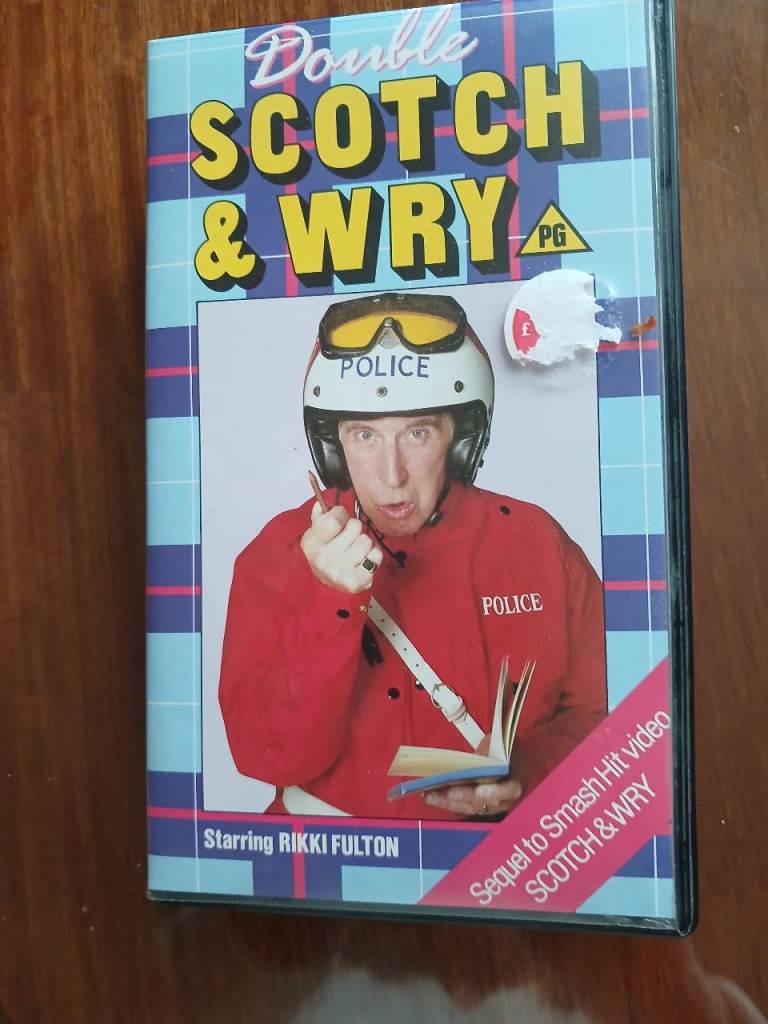 Double
SCOTCH
& WRY
PG
£
POLICE
POLICE
Starring RIKKI FULTON
Sequel to Smash Hit video
SCOTCH & WRY